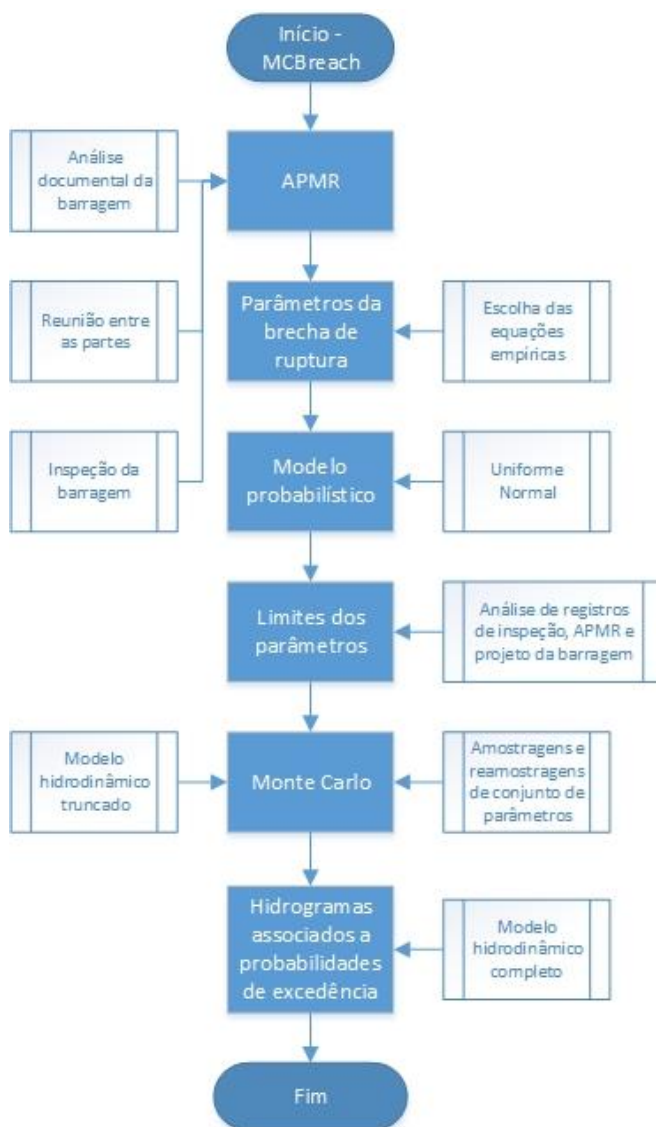 Início -
MCBreach
Análise
documental da
barragem
APMR
Reunião entre
as partes
Parâmetros da
brecha de
ruptura
Escolha das
equações
empíricas
Inspeção da
barragem
Modelo
probabilístico
Uniforme
Normal
Limites dos
parâmetros
Análise de registros
de inspeção, APMR e
projeto da barragem
Modelo
hidrodinâmico
truncado
Monte Carlo
Amostragens e
reamostragens
de conjunto de
parâmetros
Hidrogramas
associados a
probabilidades
de excedência
Modelo
hidrodinâmico
completo
Fim